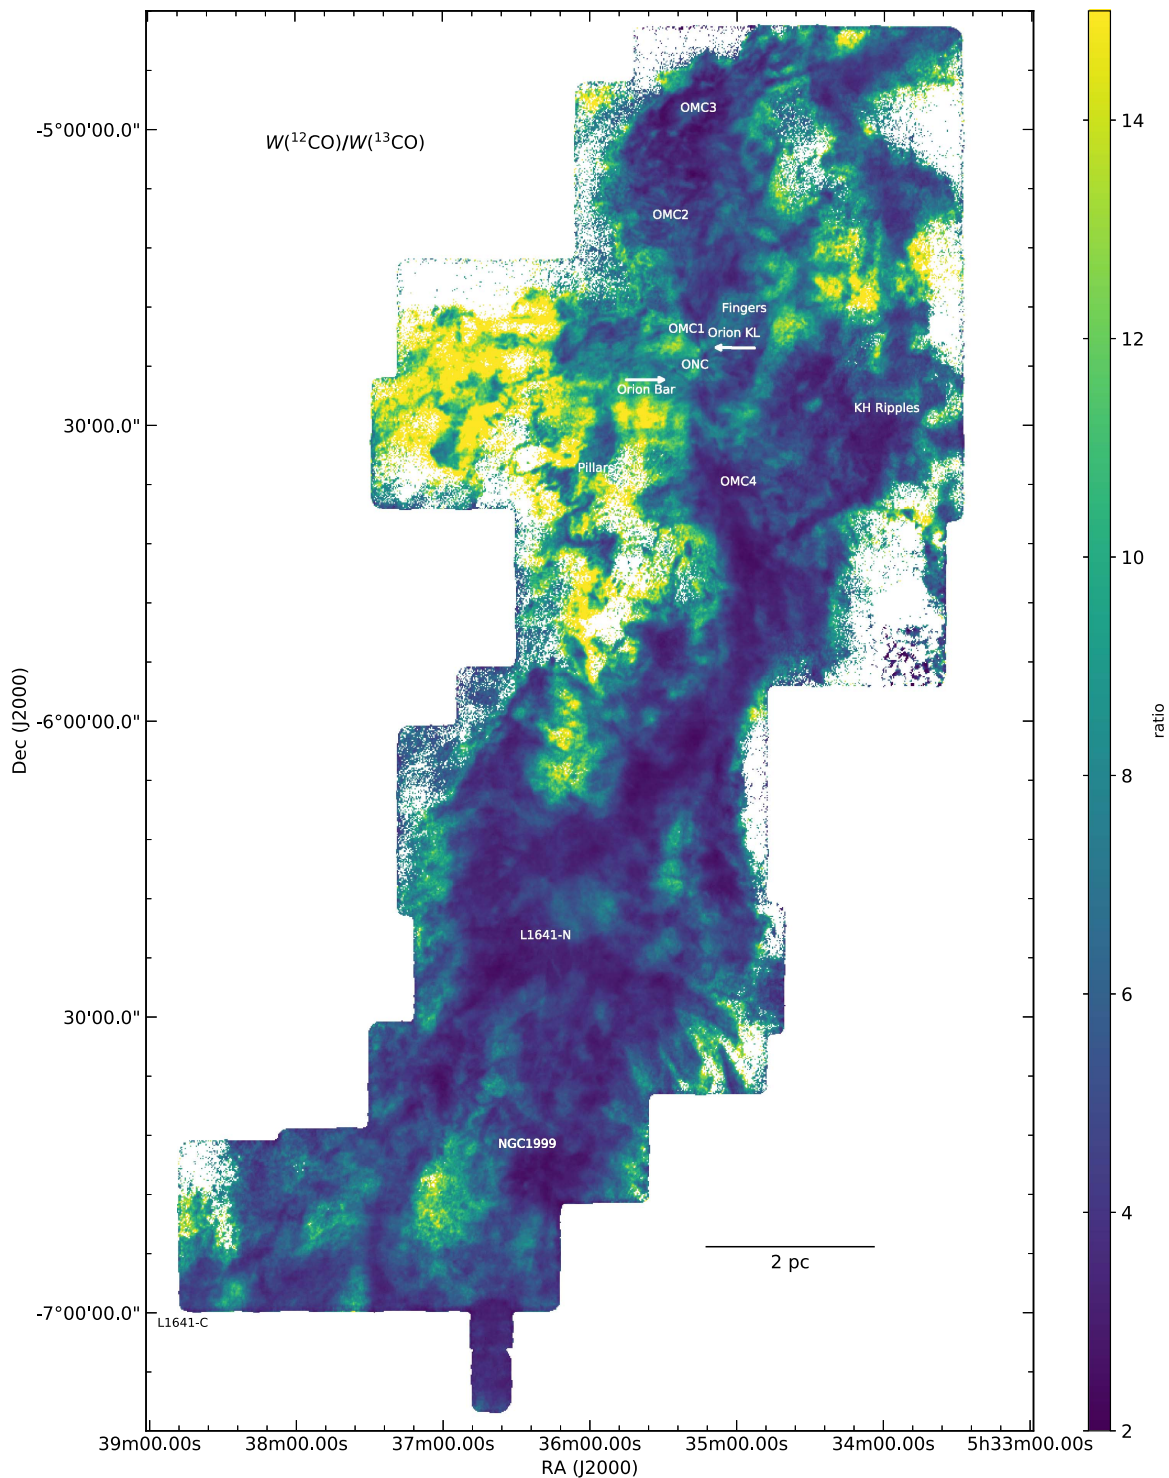 W(¹²CO)/W(¹³CO)
OMC3
OMC2
Fingers
OMC1
Orion KL
ONC
Orion Bar
KH Ripples
Pillars
OMC4
L1641-N
NGC1999
2 pc
L1641-C
-5°00'00.0"
30'00.0"
-6°00'00.0"
30'00.0"
-7°00'00.0"
Dec (J2000)
39m00.00s 38m00.00s 37m00.00s 36m00.00s 35m00.00s 34m00.00s 5h33m00.00s
RA (J2000)
14
12
10
8
6
4
2
ratio